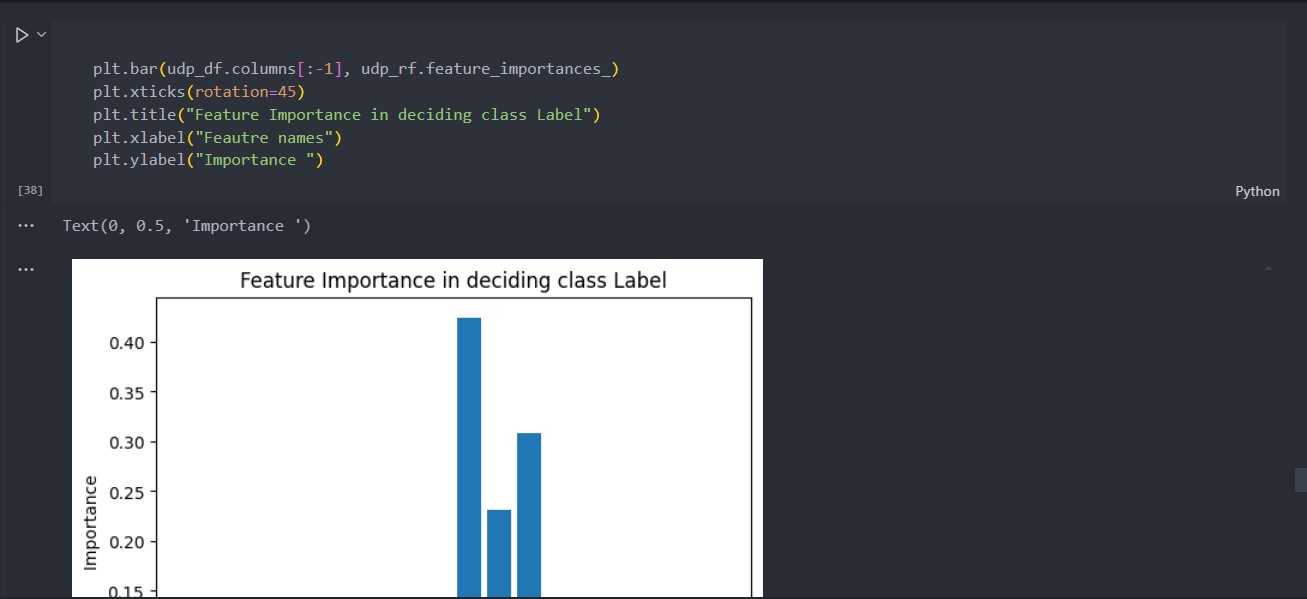 plt.bar(udp_df.columns[:-1], udp_rf.feature_importances_)
plt.xticks(rotation=45)
plt.title("Feature Importance in deciding class Label")
plt.xlabel("Feautre names")
plt.ylabel("Importance ")
[38]
Python
Text(0, 0.5, 'Importance ')
Feature Importance in deciding class Label
0.40
0.35
0.30
0.25
0.20
0.15
Importance